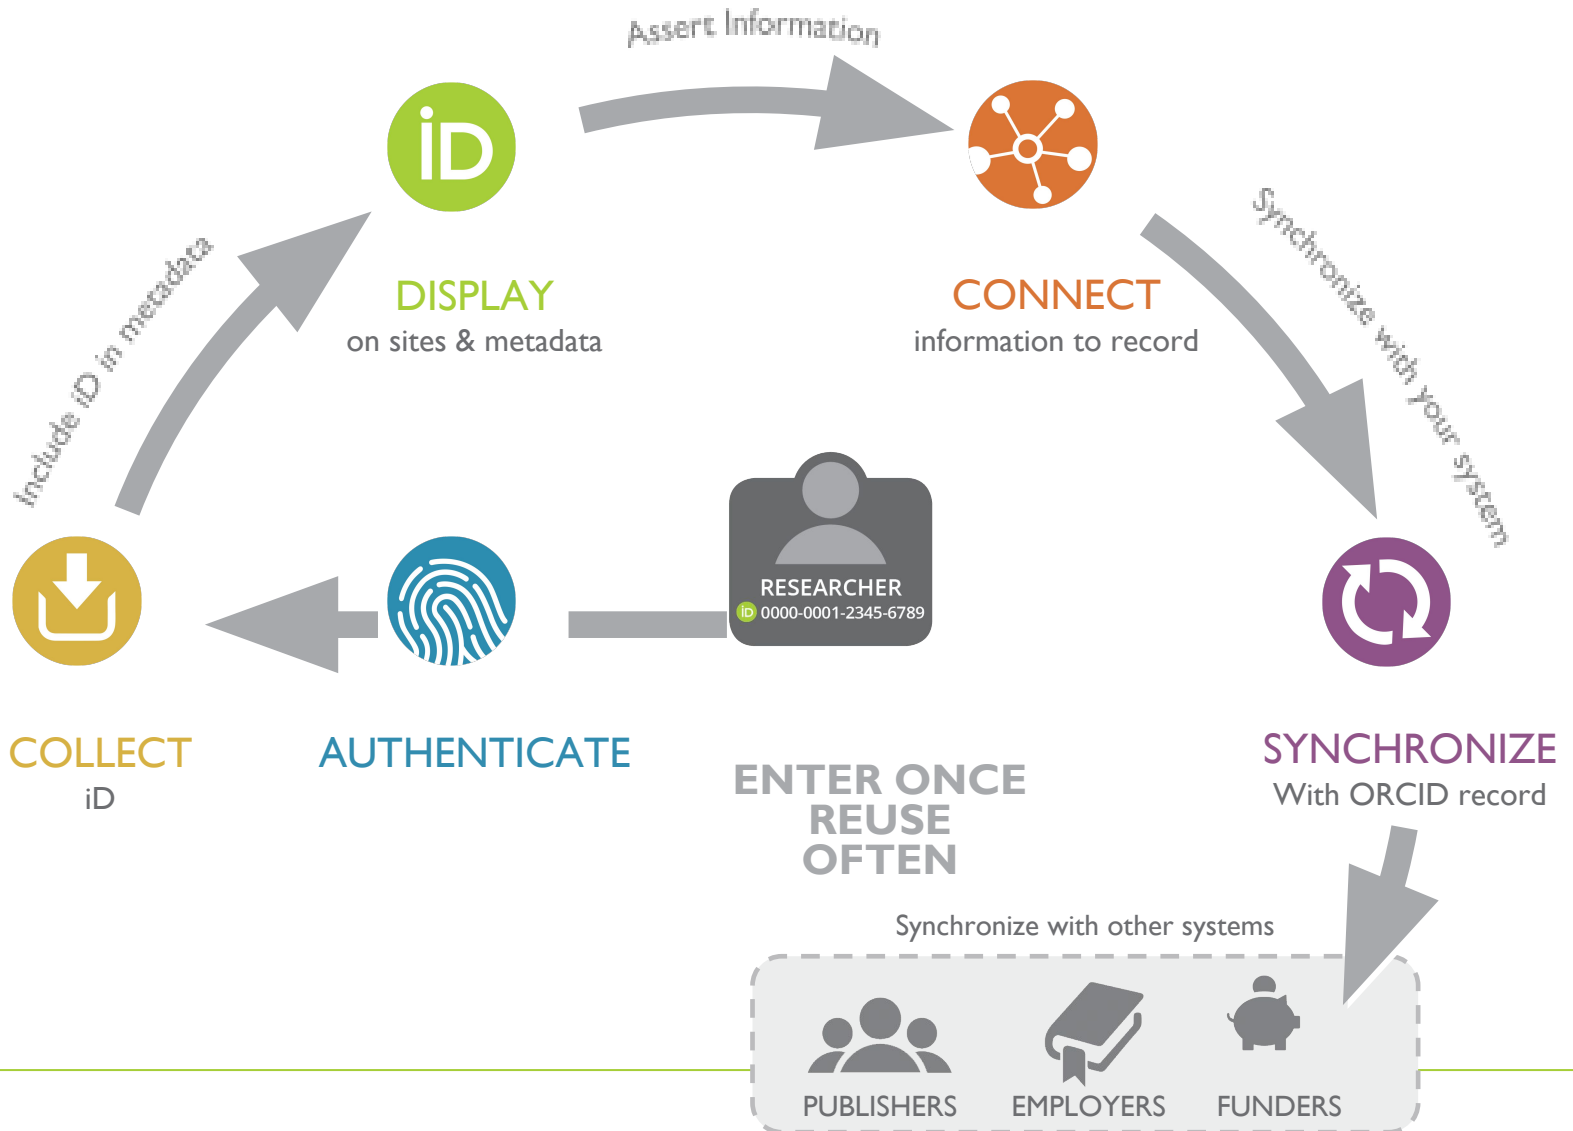 Assert Information
iD
Include iD in metadata
Synchronize with your system
DISPLAY
on sites & metadata
CONNECT
information to record
RESEARCHER
iD 0000-0001-2345-6789
COLLECT
iD
AUTHENTICATE
SYNCHRONIZE
With ORCID record
ENTER ONCE
REUSE
OFTEN
Synchronize with other systems
PUBLISHERS
EMPLOYERS
FUNDERS